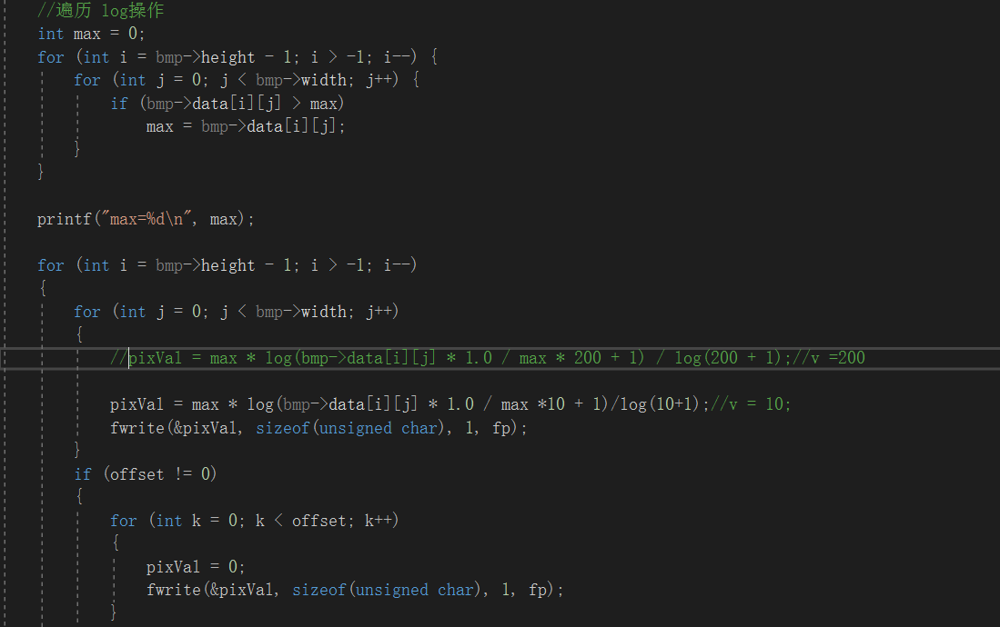 //遍历 log操作
int max = 0;
for (int i = bmp->height - 1; i > -1; i--) {
for (int j = 0; j < bmp->width; j++) {
if (bmp->data[i][j] > max)
max = bmp->data[i][j];
}
}
printf("max=%d\n", max);
for (int i = bmp->height - 1; i > -1; i--)
{
for (int j = 0; j < bmp->width; j++)
{
//pixVal = max * log(bmp->data[i][j] * 1.0 / max * 200 + 1) / log(200 + 1);//v =200
pixVal = max * log(bmp->data[i][j] * 1.0 / max *10 + 1)/log(10+1);//v = 10;
fwrite(&pixVal, sizeof(unsigned char), 1, fp);
}
if (offset != 0)
{
for (int k = 0; k < offset; k++)
{
pixVal = 0;
fwrite(&pixVal, sizeof(unsigned char), 1, fp);
}